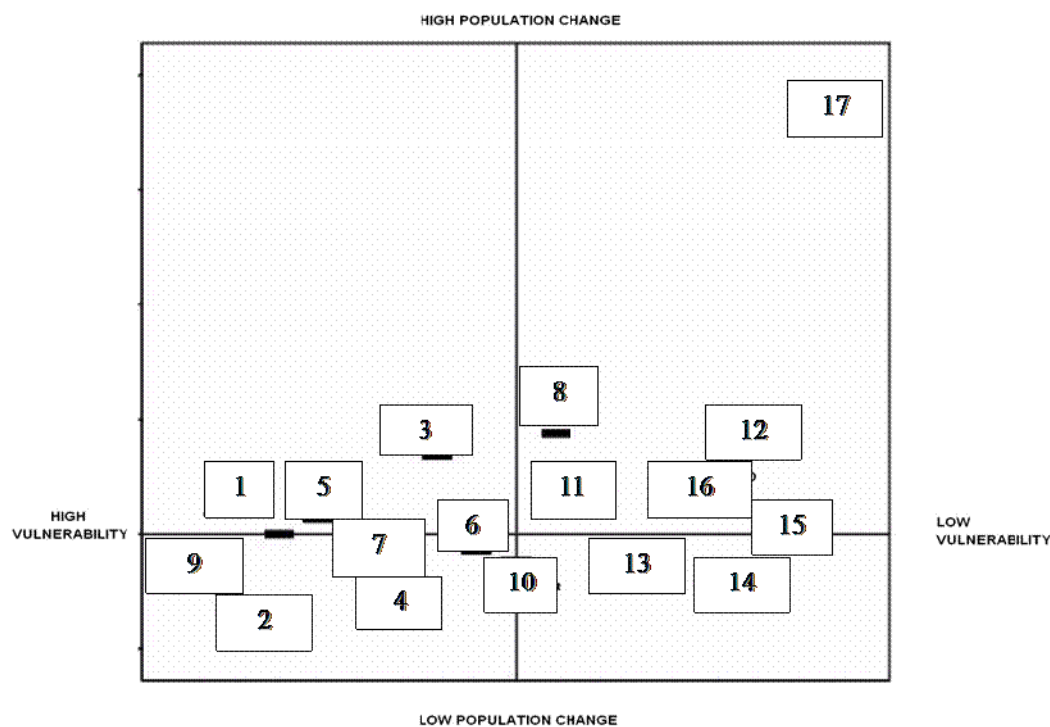 HIGH POPULATION CHANGE
17
8
3
12
1
5
11
16
6
15
HIGH
VULNERABILITY
LOW
VULNERABILITY
7
9
13
10
14
4
2
LOW POPULATION CHANGE